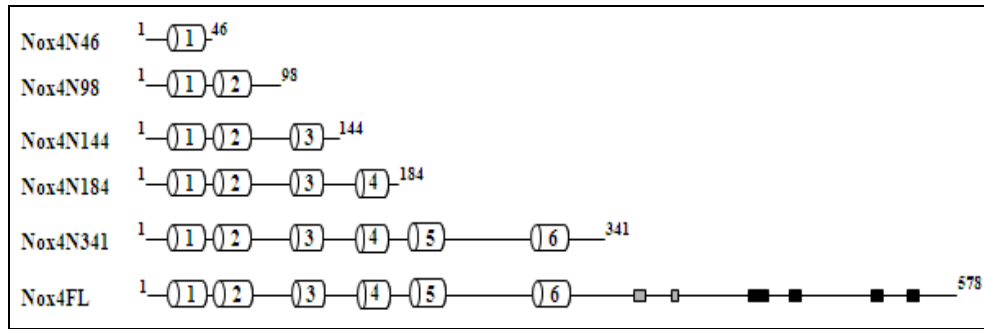 Nox4N46 1 1 46
Nox4N98 1 1 2 98
Nox4N144 1 1 2 3 144
Nox4N184 1 1 2 3 4 184
Nox4N341 1 1 2 3 4 5 6 341
Nox4FL 1 1 2 3 4 5 6 578